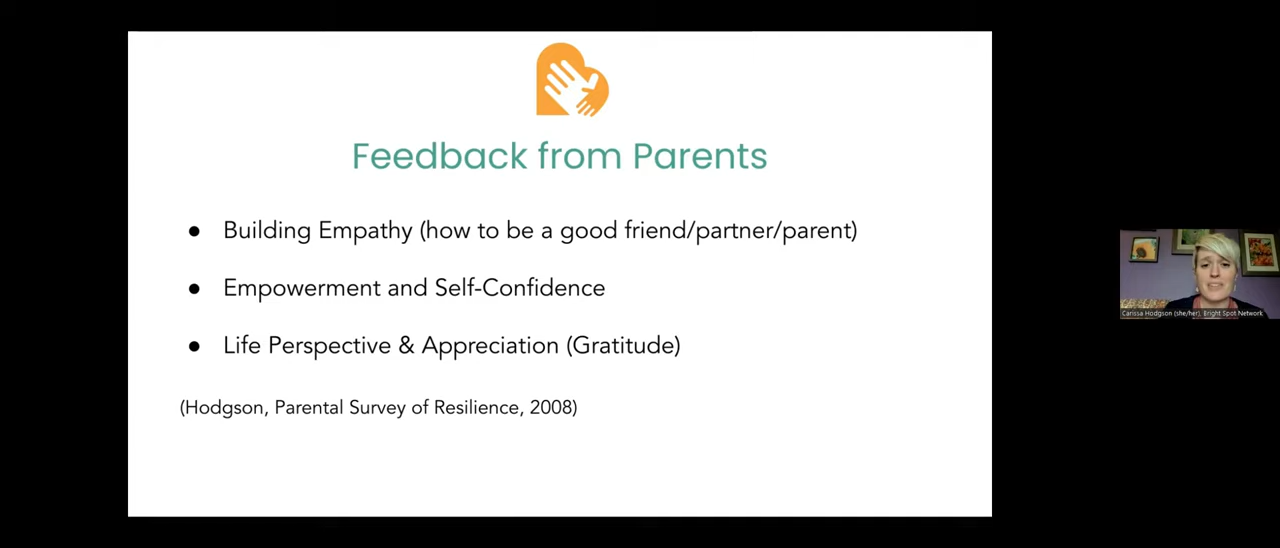 Feedback from Parents
● Building Empathy (how to be a good friend/partner/parent)
● Empowerment and Self-Confidence
● Life Perspective & Appreciation (Gratitude)
(Hodgson, Parental Survey of Resilience, 2008)
Carissa Hodgson (she/her), Bright Spot Network